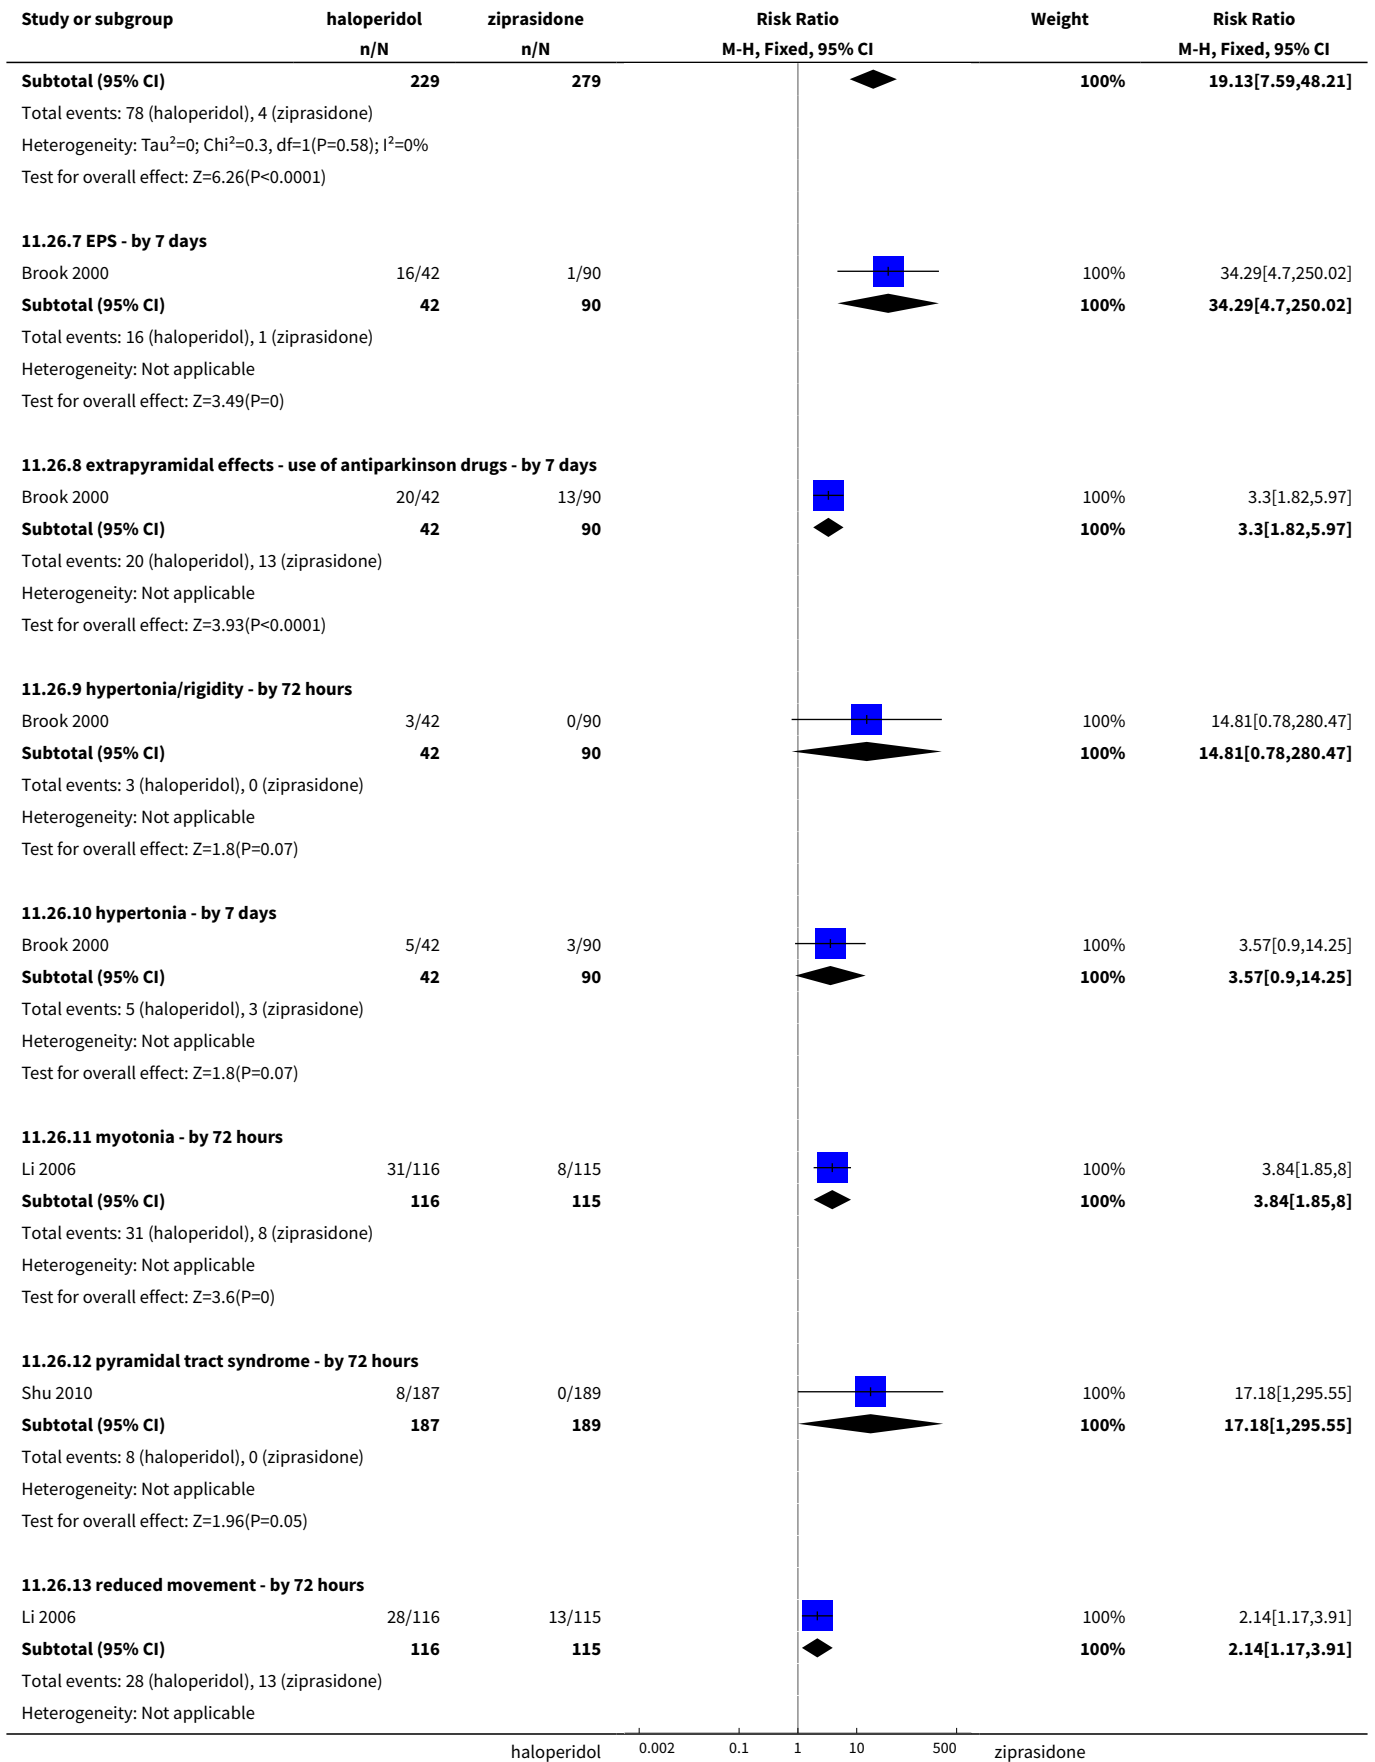 Study or subgroup haloperidol ziprasidone Risk Ratio Weight Risk Ratio
n/N n/N M-H, Fixed, 95% CI M-H, Fixed, 95% CI
Subtotal (95% CI) 229 279 100% 19.13[7.59,48.21]
Total events: 78 (haloperidol), 4 (ziprasidone)
Heterogeneity: Tau²=0; Chi²=0.3, df=1(P=0.58); I²=0%
Test for overall effect: Z=6.26(P<0.0001)
11.26.7 EPS - by 7 days
Brook 2000 16/42 1/90 100% 34.29[4.7,250.02]
Subtotal (95% CI) 42 90 100% 34.29[4.7,250.02]
Total events: 16 (haloperidol), 1 (ziprasidone)
Heterogeneity: Not applicable
Test for overall effect: Z=3.49(P=0)
11.26.8 extrapyramidal effects - use of antiparkinson drugs - by 7 days
Brook 2000 20/42 13/90 100% 3.3[1.82,5.97]
Subtotal (95% CI) 42 90 100% 3.3[1.82,5.97]
Total events: 20 (haloperidol), 13 (ziprasidone)
Heterogeneity: Not applicable
Test for overall effect: Z=3.93(P<0.0001)
11.26.9 hypertonia/rigidity - by 72 hours
Brook 2000 3/42 0/90 100% 14.81[0.78,280.47]
Subtotal (95% CI) 42 90 100% 14.81[0.78,280.47]
Total events: 3 (haloperidol), 0 (ziprasidone)
Heterogeneity: Not applicable
Test for overall effect: Z=1.8(P=0.07)
11.26.10 hypertonia - by 7 days
Brook 2000 5/42 3/90 100% 3.57[0.9,14.25]
Subtotal (95% CI) 42 90 100% 3.57[0.9,14.25]
Total events: 5 (haloperidol), 3 (ziprasidone)
Heterogeneity: Not applicable
Test for overall effect: Z=1.8(P=0.07)
11.26.11 myotonia - by 72 hours
Li 2006 31/116 8/115 100% 3.84[1.85,8]
Subtotal (95% CI) 116 115 100% 3.84[1.85,8]
Total events: 31 (haloperidol), 8 (ziprasidone)
Heterogeneity: Not applicable
Test for overall effect: Z=3.6(P=0)
11.26.12 pyramidal tract syndrome - by 72 hours
Shu 2010 8/187 0/189 100% 17.18[1,295.55]
Subtotal (95% CI) 187 189 100% 17.18[1,295.55]
Total events: 8 (haloperidol), 0 (ziprasidone)
Heterogeneity: Not applicable
Test for overall effect: Z=1.96(P=0.05)
11.26.13 reduced movement - by 72 hours
Li 2006 28/116 13/115 100% 2.14[1.17,3.91]
Subtotal (95% CI) 116 115 100% 2.14[1.17,3.91]
Total events: 28 (haloperidol), 13 (ziprasidone)
Heterogeneity: Not applicable
haloperidol 0.002 0.1 1 10 500 ziprasidone